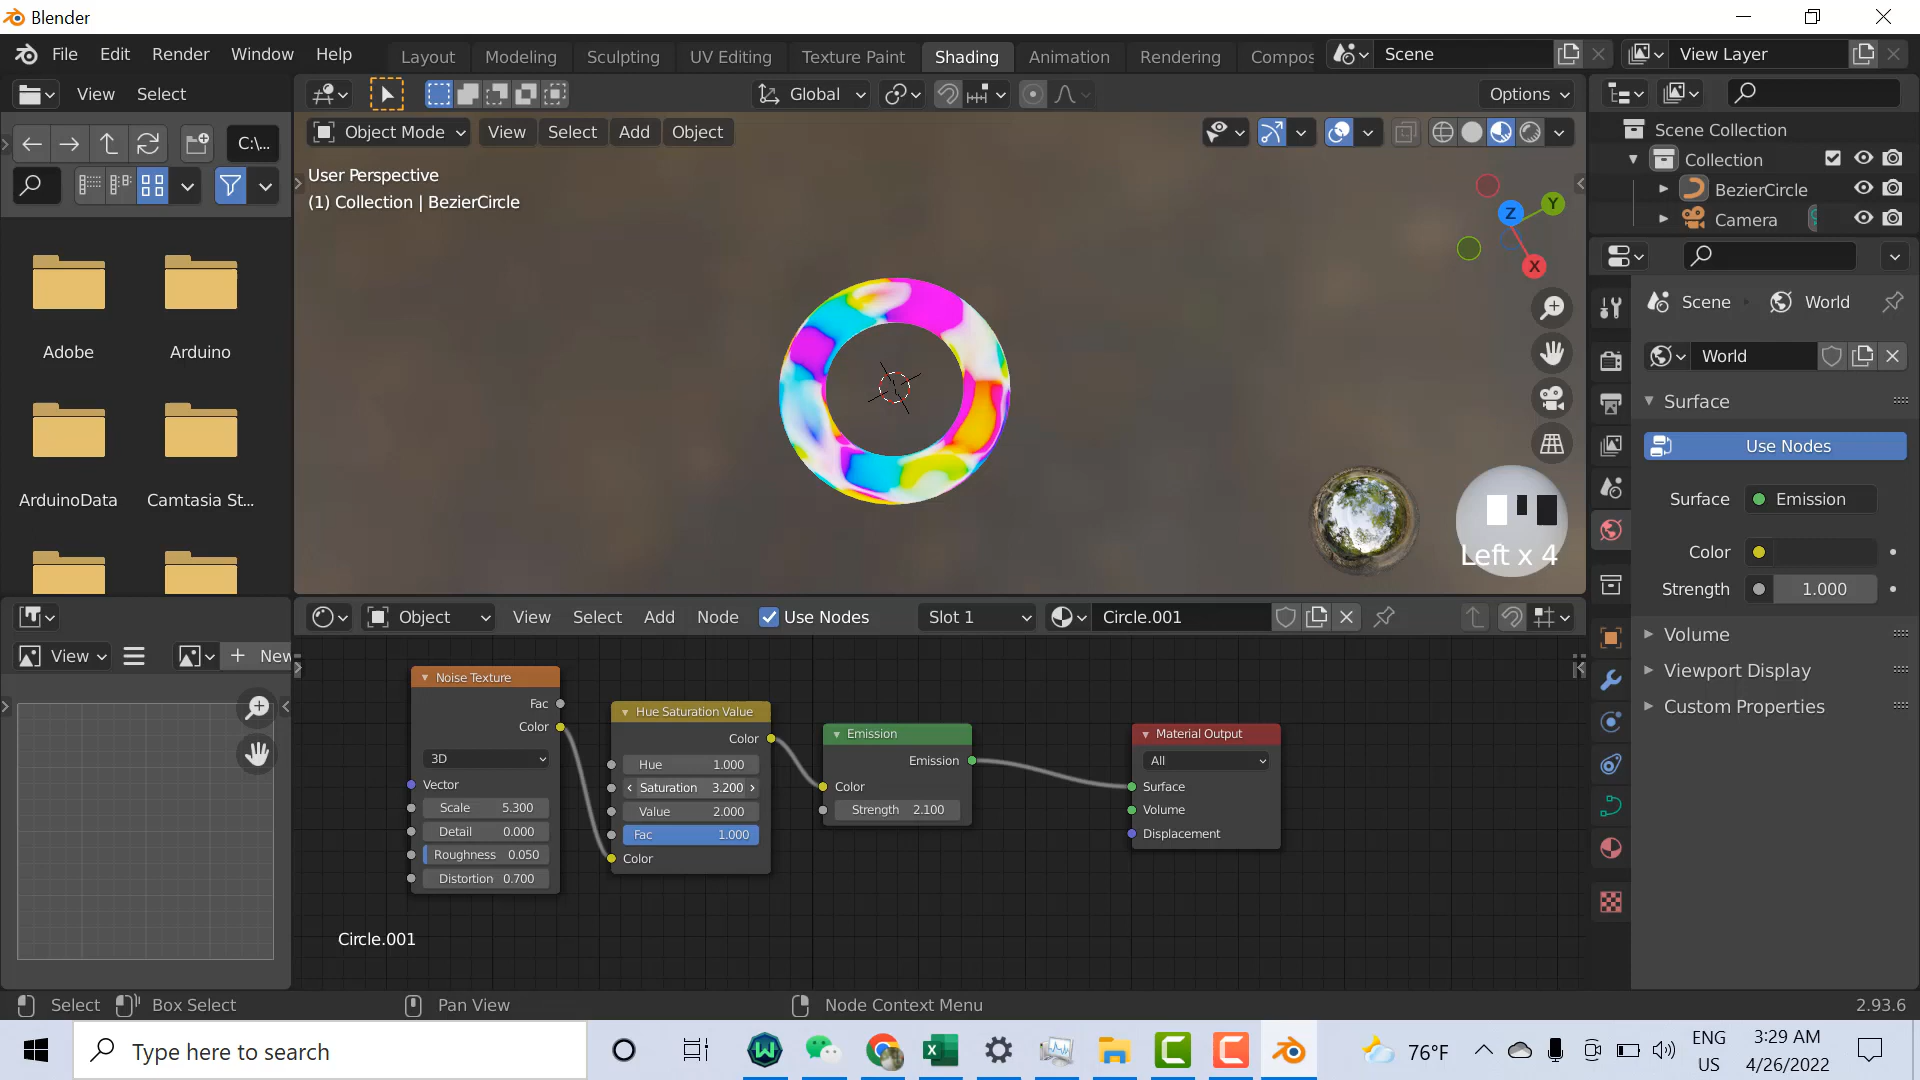 Blender
File Edit Render Window Help
Layout Modeling Sculpting UV Editing Texture Paint Shading Animation Rendering Compos
Scene
View Layer
View Select
Global
Options
C:\...
Object Mode View Select Add Object
User Perspective
(1) Collection | BezierCircle
Z Y X
Left x 4
Adobe
Arduino
ArduinoData
Camtasia St...
Scene Collection
Collection
BezierCircle
Camera
Scene World
World
Surface
Use Nodes
Surface Emission
Color
Strength 1.000
Volume
Viewport Display
Custom Properties
View
New
Object View Select Add Node Use Nodes Slot 1 Circle.001
Noise Texture
Fac
Color
3D
Vector
Scale 5.300
Detail 0.000
Roughness 0.050
Distortion 0.700
Hue Saturation Value
Color
Hue 1.000
Saturation 3.200
Value 2.000
Fac 1.000
Color
Emission
Emission
Color
Strength 2.100
Material Output
All
Surface
Volume
Displacement
Circle.001
Select Box Select Pan View Node Context Menu 2.93.6
Type here to search
76°F
ENG
US
3:29 AM
4/26/2022